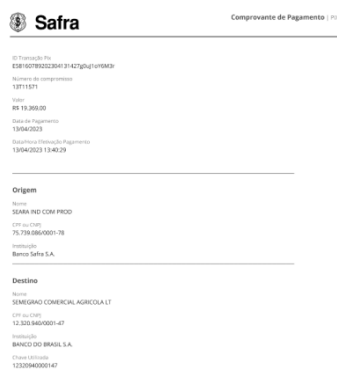 Safra
Comprovante de Pagamento |
ID Transação Pix
Número de compromisso
13T11571
Valor
R$ 19.369,00
Data de Pagamento
13/04/2023
Data/Hora Efetivação Pagamento
13/04/2023 13:40:29
Origem
Nome
SEARA IND COM PROD
CPF ou CNPJ
75.739.086/0001-78
Instituição
Banco Safra S.A.
Destino
Nome
SEMEGRAO COMERCIAL AGRICOLA LT
CPF ou CNPJ
12.320.940/0001-47
Instituição
BANCO DO BRASIL S.A.
Chave Utilizada
12320940000147